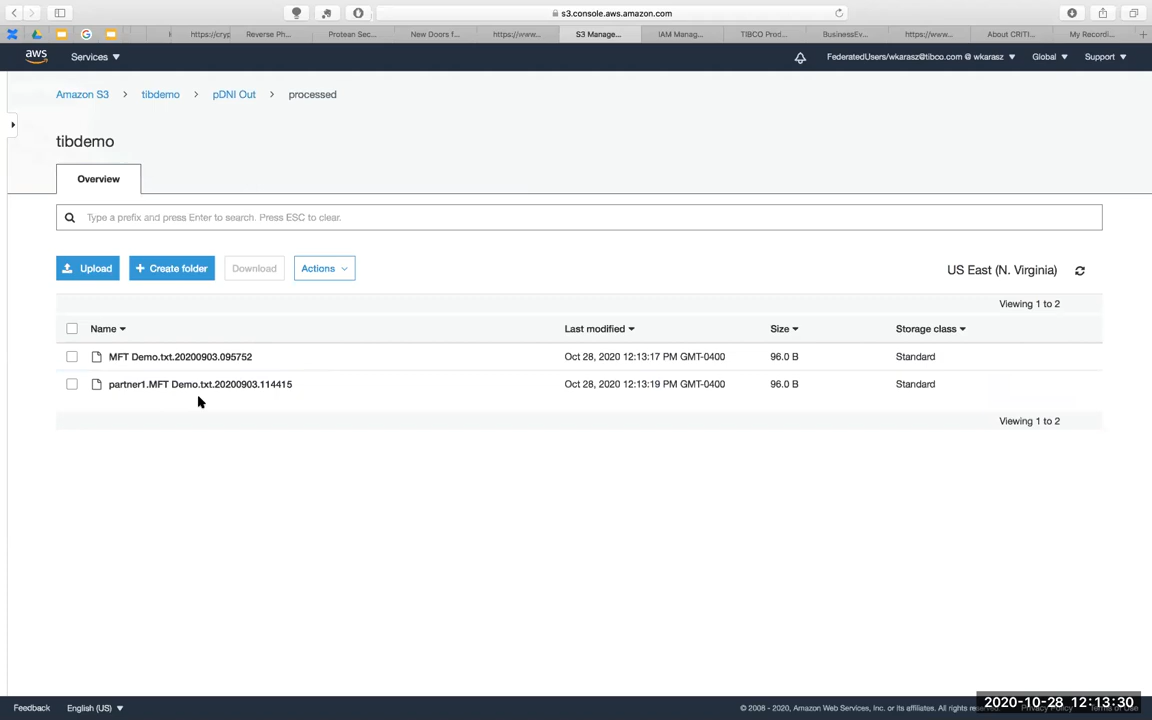 s3.console.aws.amazon.com
https://cryp
Reverse Ph...
Protean Sec...
New Doors f...
https://www...
S3 Manage...
IAM Manag...
TIBCO Prod...
BusinessEv...
https://www...
About CRITI...
My Recordi...
aws
Services
FederatedUsers/wkarasz@tibco.com @ wkarasz
Global
Support
Amazon S3 > tibdemo > pDNI Out > processed
tibdemo
Overview
Type a prefix and press Enter to search. Press ESC to clear.
Upload
+ Create folder
Download
Actions
US East (N. Virginia)
Viewing 1 to 2
Name
Last modified
Size
Storage class
MFT Demo.txt.20200903.095752
Oct 28, 2020 12:13:17 PM GMT-0400
96.0 B
Standard
partner1.MFT Demo.txt.20200903.114415
Oct 28, 2020 12:13:19 PM GMT-0400
96.0 B
Standard
Viewing 1 to 2
Feedback
English (US)
© 2008 - 2020, Amazon Web Services, Inc. or its affiliates. All rights
2020-10-28 12:13:30